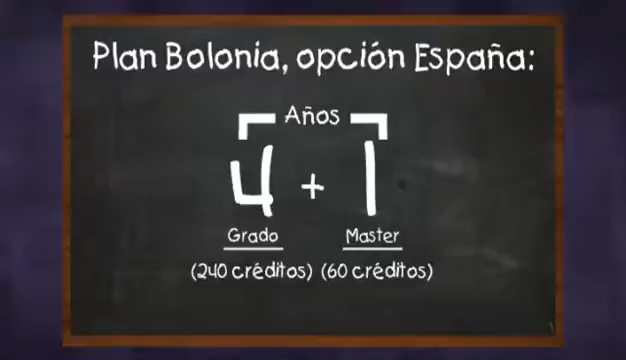 Plan Bolonia, opción España:
Años
4 + 1
Grado Master
(240 créditos) (60 créditos)